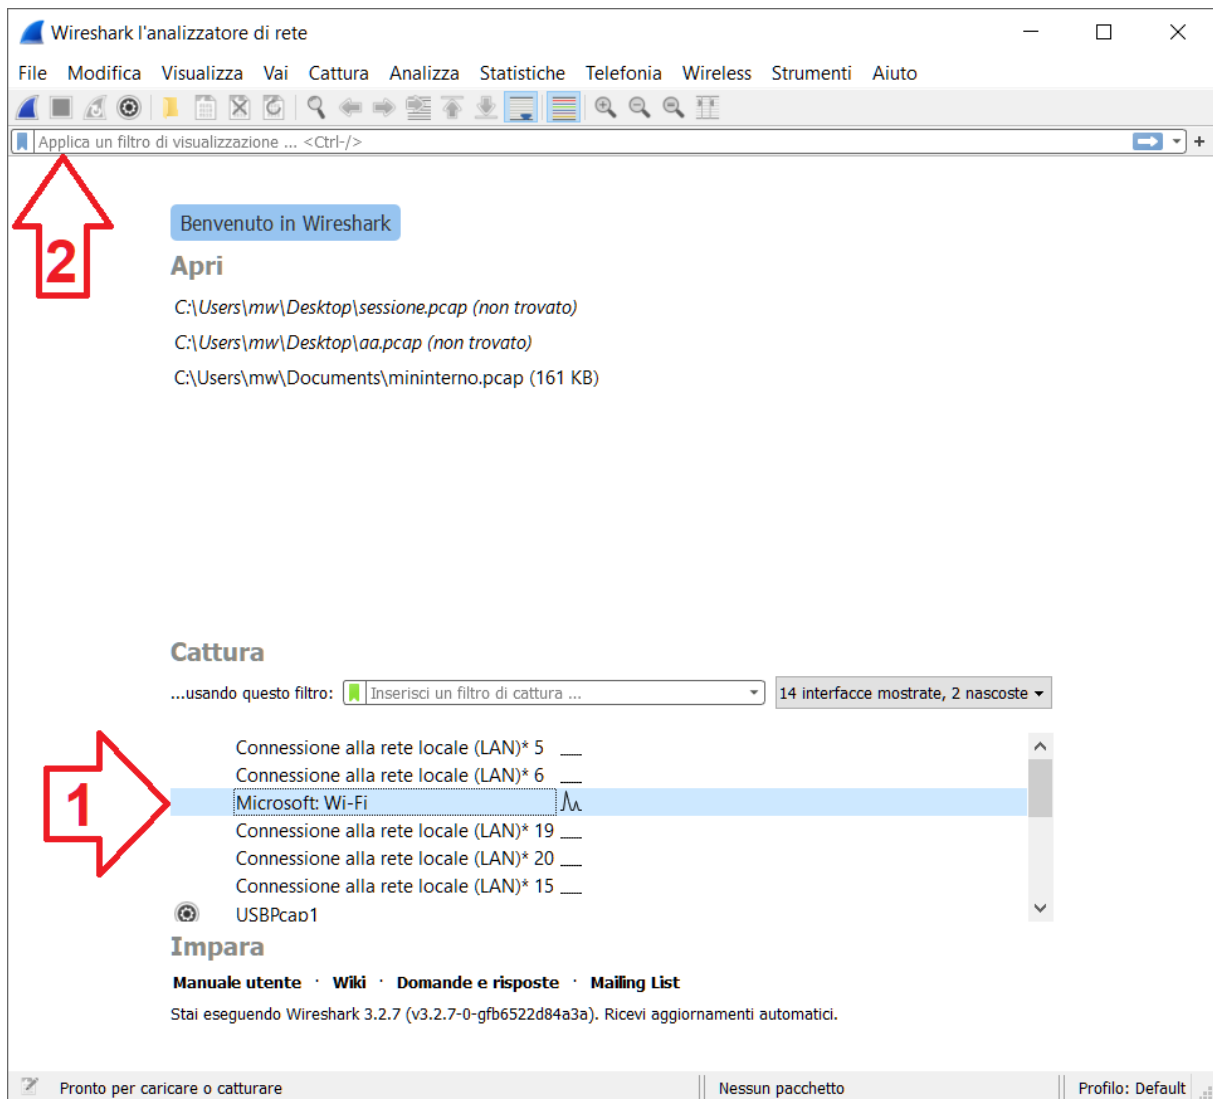 Wireshark l'analizzatore di rete
File Modifica Visualizza Vai Cattura Analizza Statistiche Telefonia Wireless Strumenti Aiuto
Applica un filtro di visualizzazione ... <Ctrl-/>
+
2
Benvenuto in Wireshark
Apri
C:\Users\mw\Desktop\sessione.pcap (non trovato)
C:\Users\mw\Desktop\aa.pcap (non trovato)
C:\Users\mw\Documents\mininterno.pcap (161 KB)
Cattura
...usando questo filtro: Inserisci un filtro di cattura ... 14 interfacce mostrate, 2 nascoste
Connessione alla rete locale (LAN)* 5
Connessione alla rete locale (LAN)* 6
1
Microsoft: Wi-Fi
Connessione alla rete locale (LAN)* 19
Connessione alla rete locale (LAN)* 20
Connessione alla rete locale (LAN)* 15
USBPcap1
Impara
Manuale utente · Wiki · Domande e risposte · Mailing List
Stai eseguendo Wireshark 3.2.7 (v3.2.7-0-gfb6522d84a3a). Ricevi aggiornamenti automatici.
Pronto per caricare o catturare Nessun pacchetto Profilo: Default